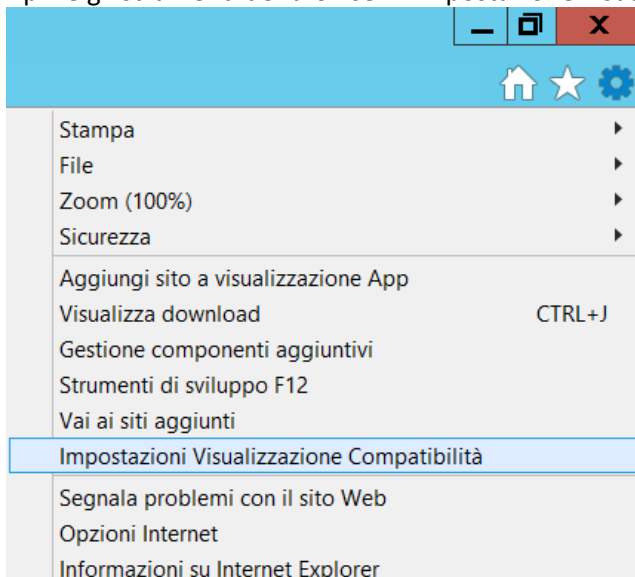 Stampa
File
Zoom (100%)
Sicurezza
Aggiungi sito a visualizzazione App
Visualizza download CTRL+J
Gestione componenti aggiuntivi
Strumenti di sviluppo F12
Vai ai siti aggiunti
Impostazioni Visualizzazione Compatibilità
Segnala problemi con il sito Web
Opzioni Internet
Informazioni su Internet Explorer